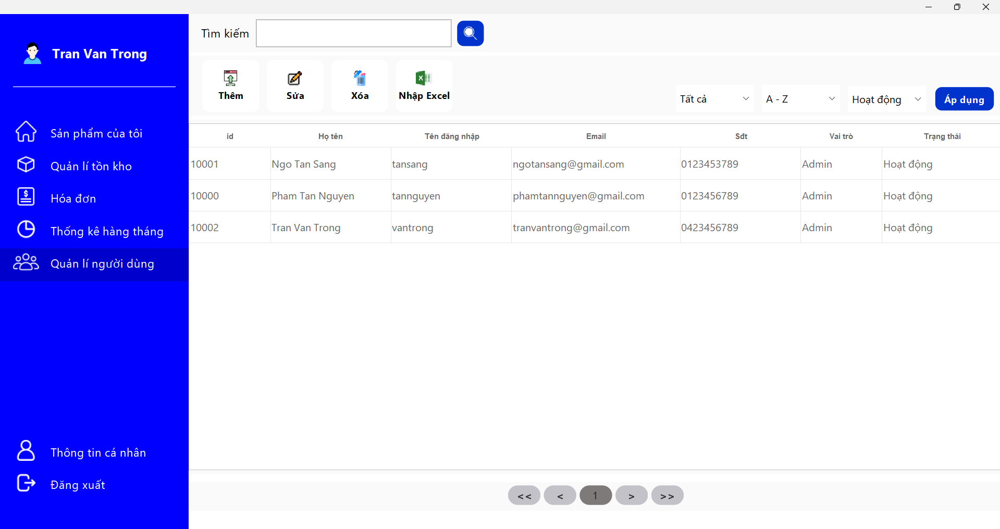 Tran Van Trong
Sản phẩm của tôi
Quản lí tồn kho
Hóa đơn
Thống kê hàng tháng
Quản lí người dùng
Thông tin cá nhân
Đăng xuất
Tìm kiếm
Thêm Sửa Xóa Nhập Excel
Tất cả A - Z Hoạt động Áp dụng
id Họ tên Tên đăng nhập Email Sđt Vai trò Trạng thái
10001 Ngo Tan Sang tansang ngotansang@gmail.com 0123453789 Admin Hoạt động
10000 Pham Tan Nguyen tannguyen phamtannguyen@gmail.com 0123456789 Admin Hoạt động
10002 Tran Van Trong vantrong tranvantrong@gmail.com 0423456789 Admin Hoạt động
<< < 1 > >>